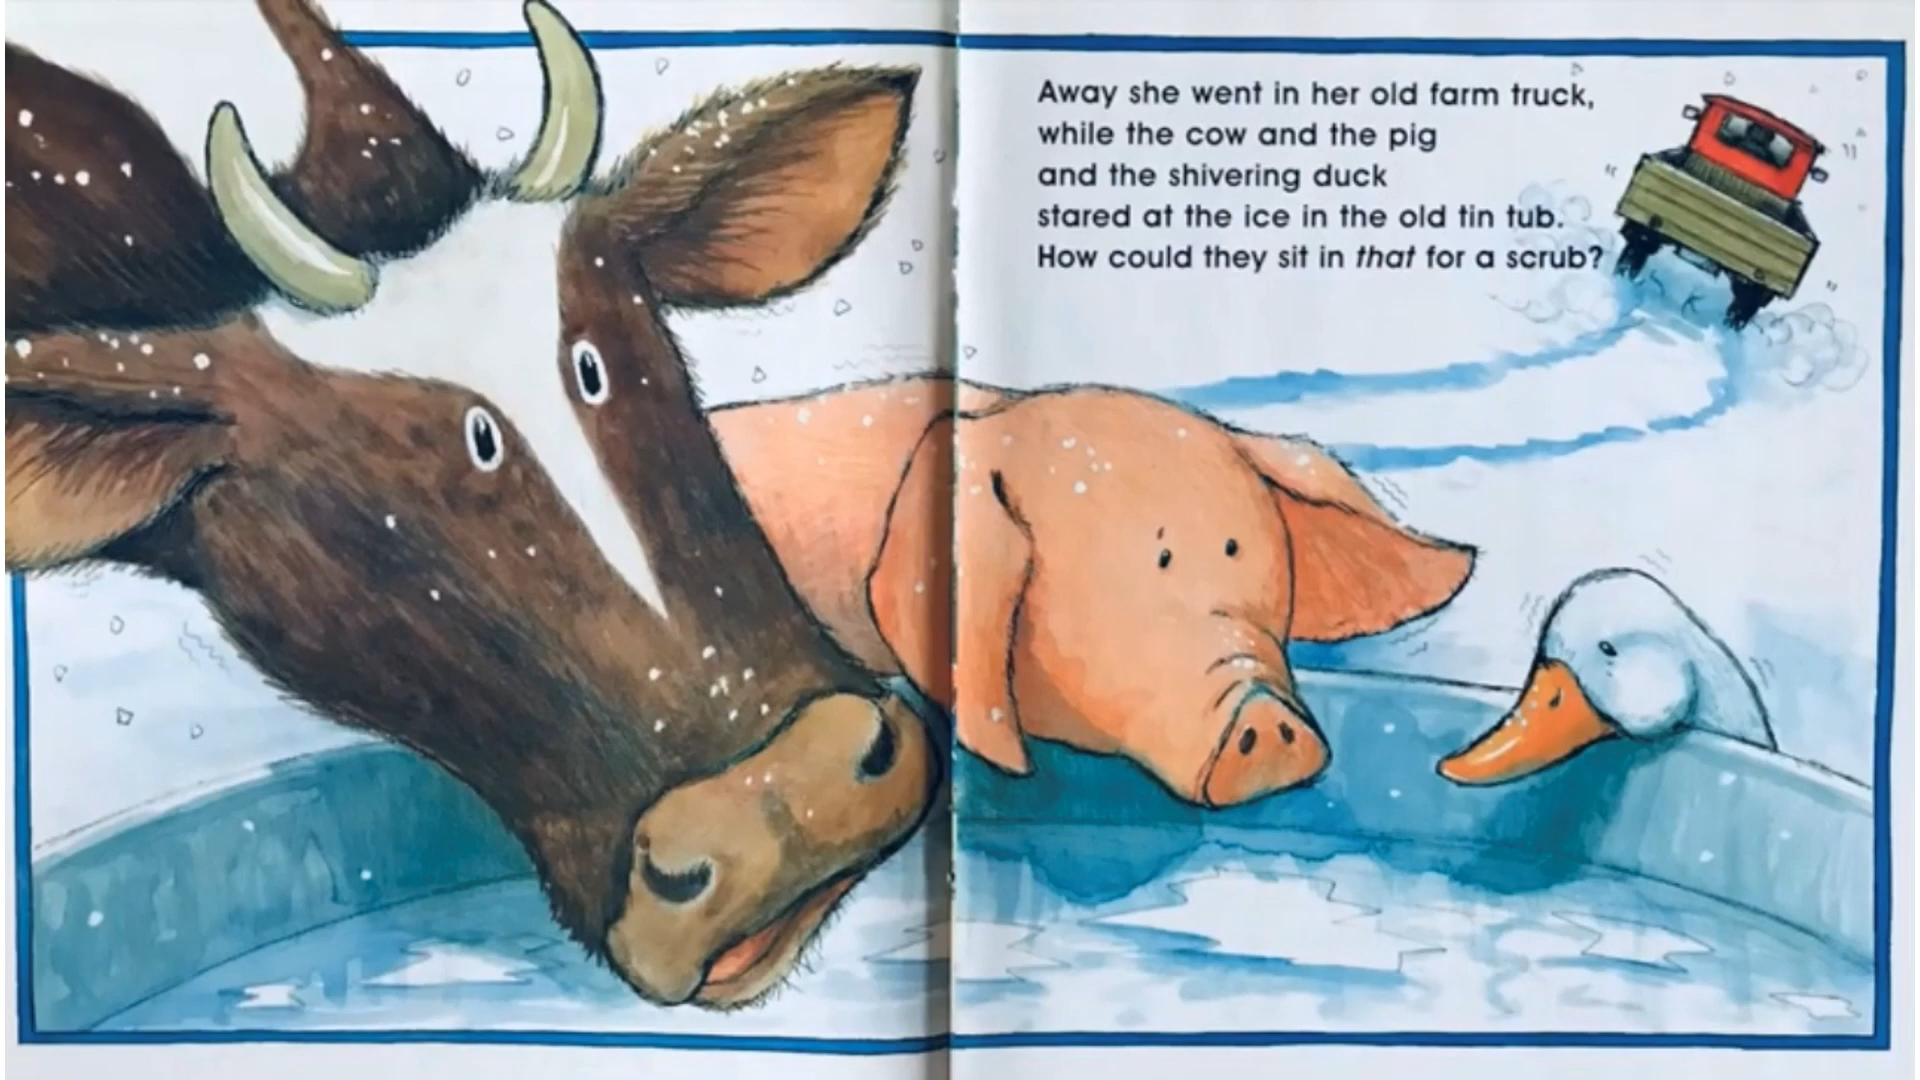 Away she went in her old farm truck,
while the cow and the pig
and the shivering duck
stared at the ice in the old tin tub.
How could they sit in that for a scrub?